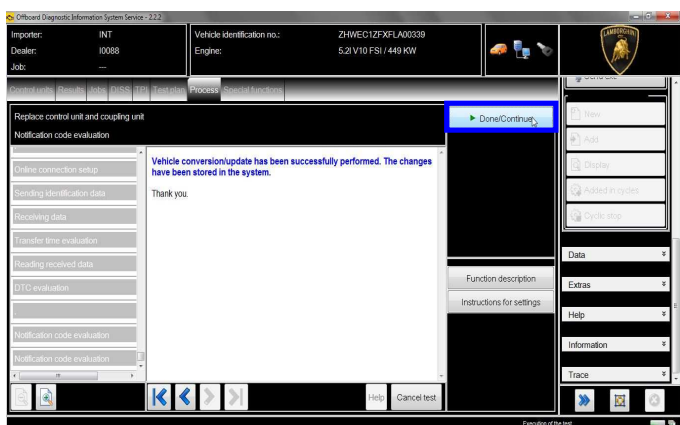 Offboard Diagnostic Information System Service - 2.2.2
Importer: INT
Dealer: I0088
Job: ---
Vehicle identification no.: ZHWEC1ZFXFLA00339
Engine: 5.2l V10 FSI / 449 KW
LAMBORGHINI
Control units Results Jobs DISS TPI Test plan Process Special functions
Replace control unit and coupling unit
Notification code evaluation
Done/Continue
Online connection setup
Sending identification data
Receiving data
Transfer time evaluation
Reading received data
DTC evaluation
.
Notification code evaluation
Notification code evaluation
Vehicle conversion/update has been successfully performed. The changes
have been stored in the system.
Thank you.
Function description
Instructions for settings
Help Cancel test
New
Add
Display
Added in cycles
Cyclic stop
Data
Extras
Help
Information
Trace
Execution of the test